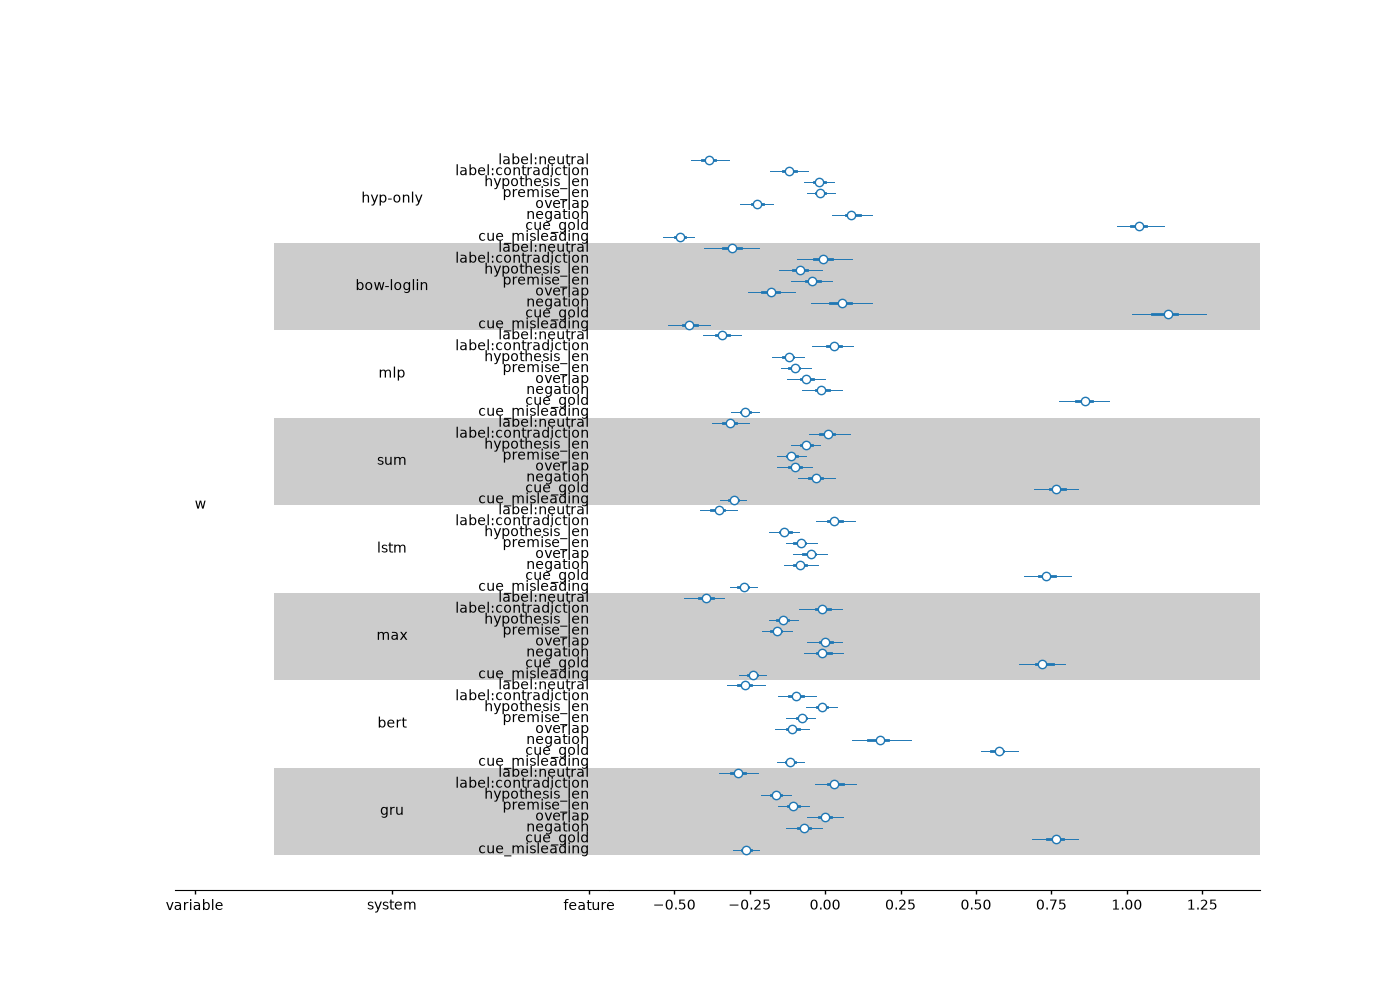 label:neutral
label:contradiction
hypothesis_len
premise_len
hyp-only
overlap
negation
cue_gold
cue_misleading
label:neutral
label:contradiction
hypothesis_len
premise_len
bow-loglin
overlap
negation
cue_gold
cue_misleading
label:neutral
label:contradiction
hypothesis_len
premise_len
mlp
overlap
negation
cue_gold
cue_misleading
label:neutral
label:contradiction
hypothesis_len
premise_len
sum
overlap
negation
cue_gold
cue_misleading
w
label:neutral
label:contradiction
hypothesis_len
premise_len
lstm
overlap
negation
cue_gold
cue_misleading
label:neutral
label:contradiction
hypothesis_len
premise_len
max
overlap
negation
cue_gold
cue_misleading
label:neutral
label:contradiction
hypothesis_len
premise_len
bert
overlap
negation
cue_gold
cue_misleading
label:neutral
label:contradiction
hypothesis_len
premise_len
gru
overlap
negation
cue_gold
cue_misleading
variable system feature −0.50 −0.25 0.00 0.25 0.50 0.75 1.00 1.25